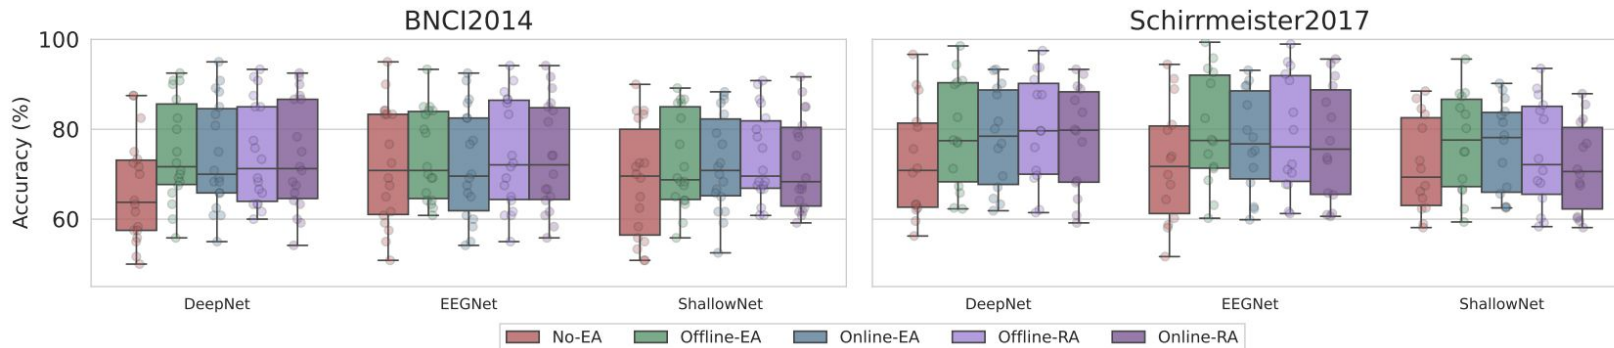 BNCI2014
Schirrmeister2017
Accuracy (%)
100
80
60
DeepNet
EEGNet
ShallowNet
DeepNet
EEGNet
ShallowNet
No-EA
Offline-EA
Online-EA
Offline-RA
Online-RA